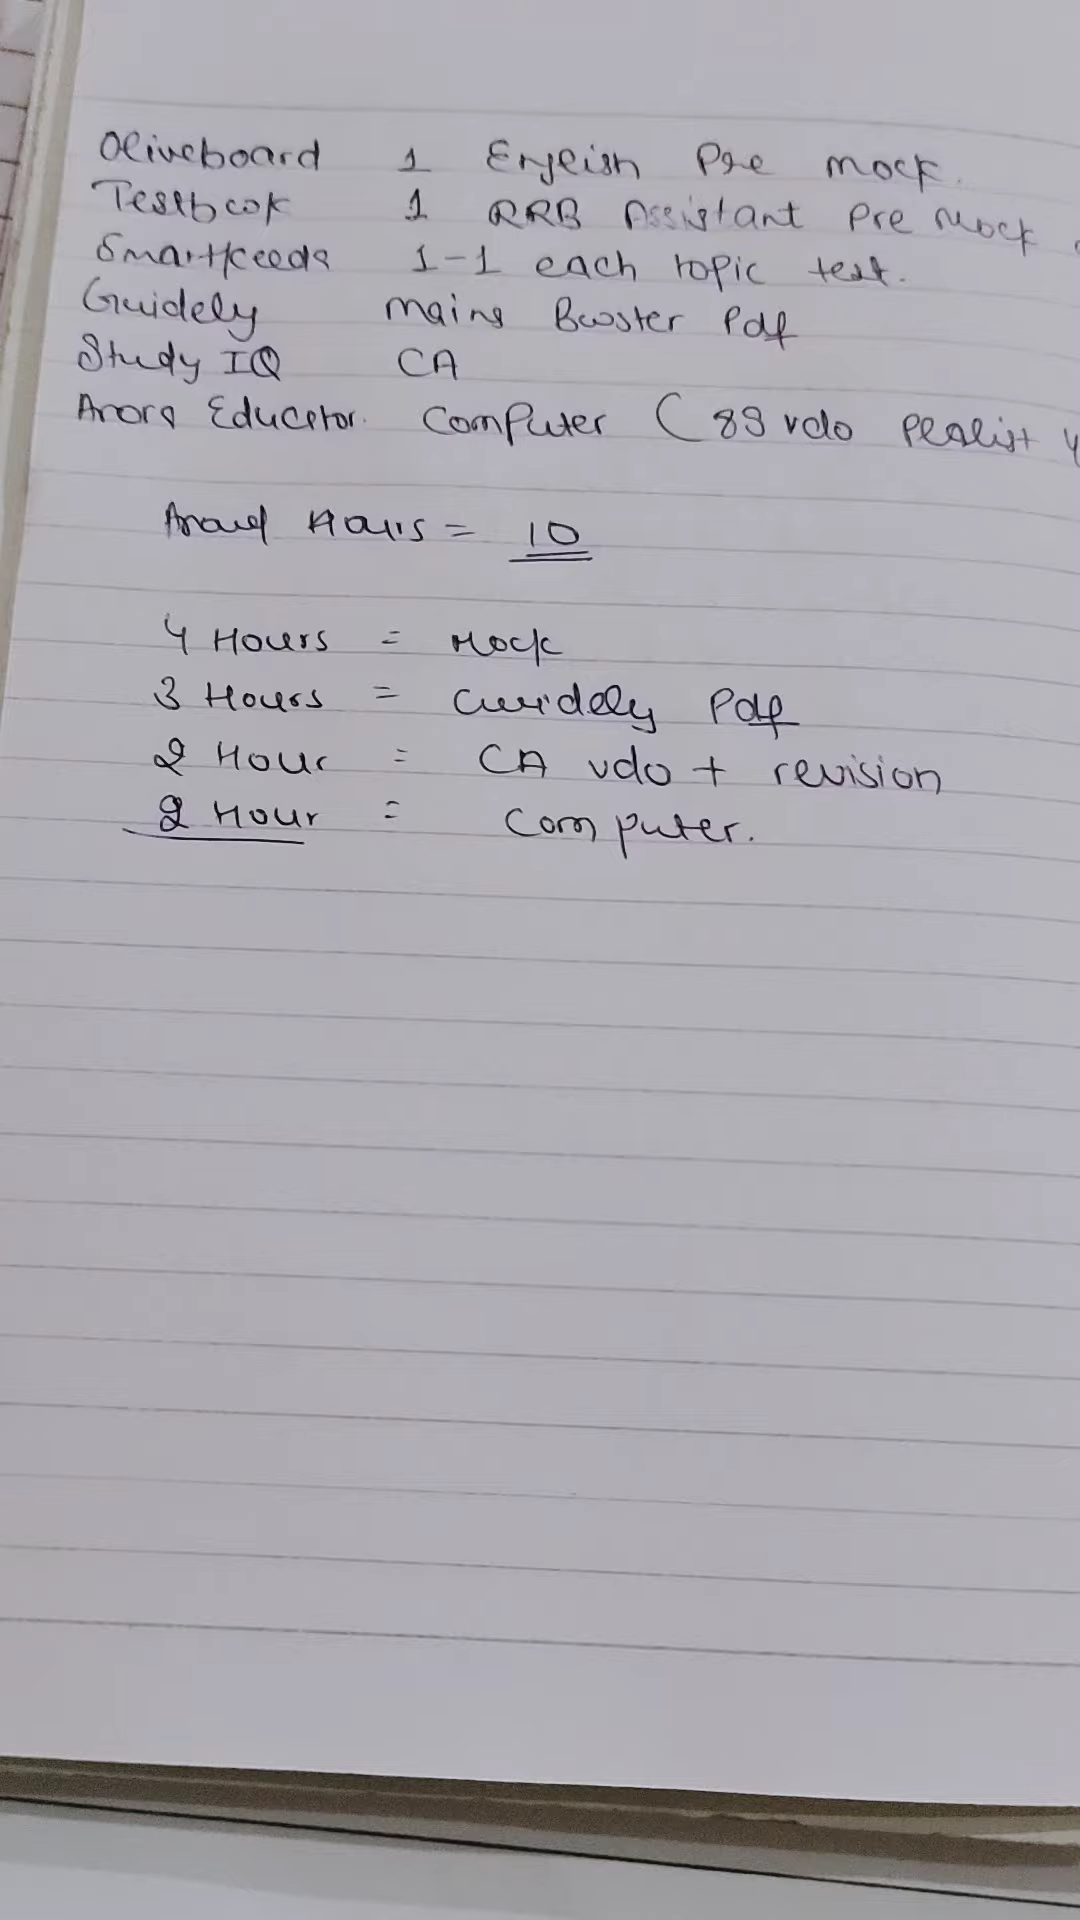 Oliveboard 1 English Pre mock.
Testbook 1 RRB Assistant Pre Mock
Smartkeeda 1-1 each topic test.
Guidely mains Booster Pdf
Study IQ CA
Arora Educator. Computer ( 89 vdo
Hours = 10
4 Hours = Mock
3 Hours = Guidely Pdf
2 Hour = CA vdo + revision
2 Hour = Computer.